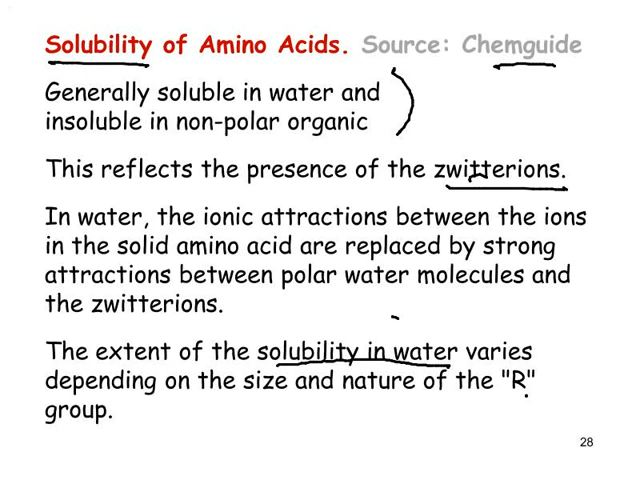 Solubility of Amino Acids. Source: Chemguide
Generally soluble in water and
insoluble in non-polar organic
This reflects the presence of the zwitterions.
In water, the ionic attractions between the ions
in the solid amino acid are replaced by strong
attractions between polar water molecules and
the zwitterions.
The extent of the solubility in water varies
depending on the size and nature of the "R"
group.
28